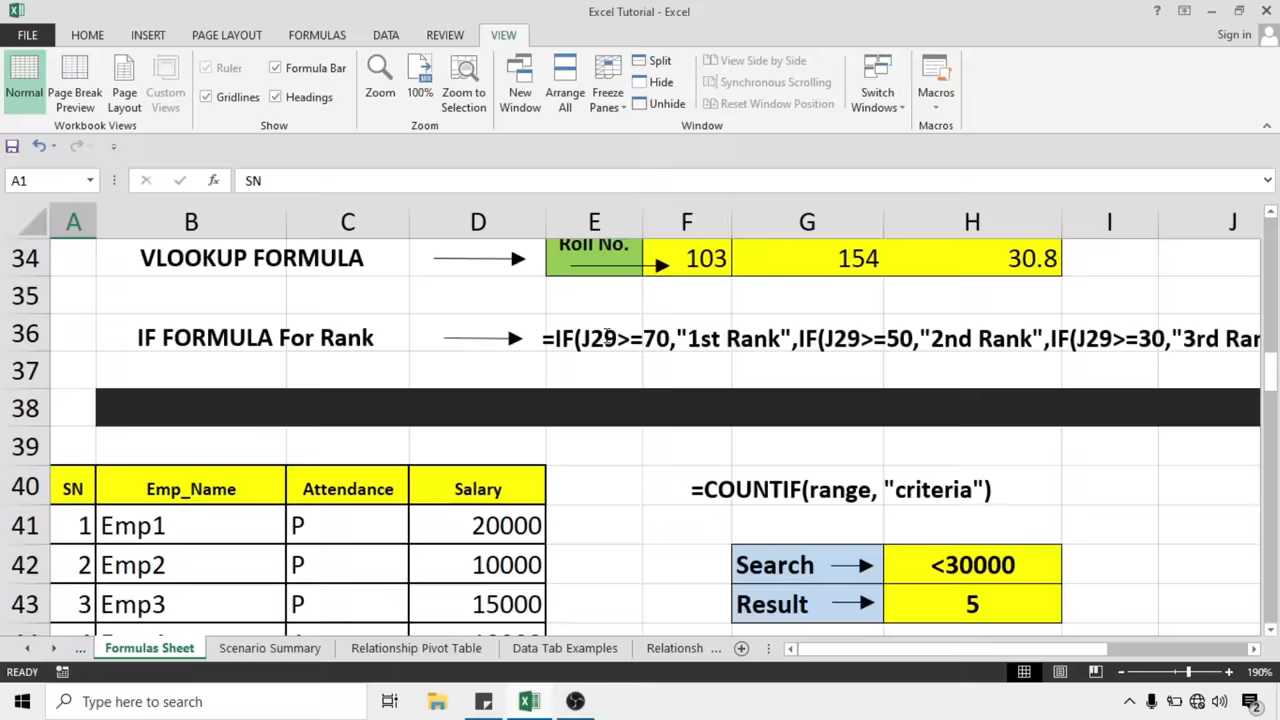 Excel Tutorial - Excel
?
FILE HOME INSERT PAGE LAYOUT FORMULAS DATA REVIEW VIEW Sign in
Normal
Page Break Preview
Page Layout
Custom Views
Ruler
Formula Bar
Gridlines
Headings
Zoom
100%
Zoom to Selection
New Window
Arrange All
Freeze Panes
Split
Hide
Unhide
View Side by Side
Synchronous Scrolling
Reset Window Position
Switch Windows
Macros
Workbook Views Show Zoom Window Macros
A1 fx SN
A B C D E F G H I J
34 VLOOKUP FORMULA Roll No. 103 154 30.8
35
36 IF FORMULA For Rank =IF(J29>=70,"1st Rank",IF(J29>=50,"2nd Rank",IF(J29>=30,"3rd Ran
37
38
39
40 SN Emp_Name Attendance Salary =COUNTIF(range, "criteria")
41 1 Emp1 P 20000
42 2 Emp2 P 10000 Search <30000
43 3 Emp3 P 15000 Result 5
... Formulas Sheet Scenario Summary Relationship Pivot Table Data Tab Examples Relationsh ...
READY 190%
Type here to search 2